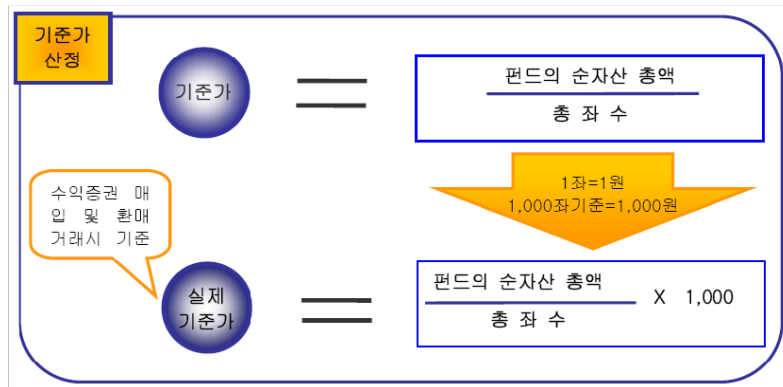 기준가
산정
기준가
펀드의 순자산 총액
총 좌 수
1좌=1원
1,000좌기준=1,000원
수익증권 매
입 및 환매
거래시 기준
실제
기준가
펀드의 순자산 총액
총 좌 수
X 1,000